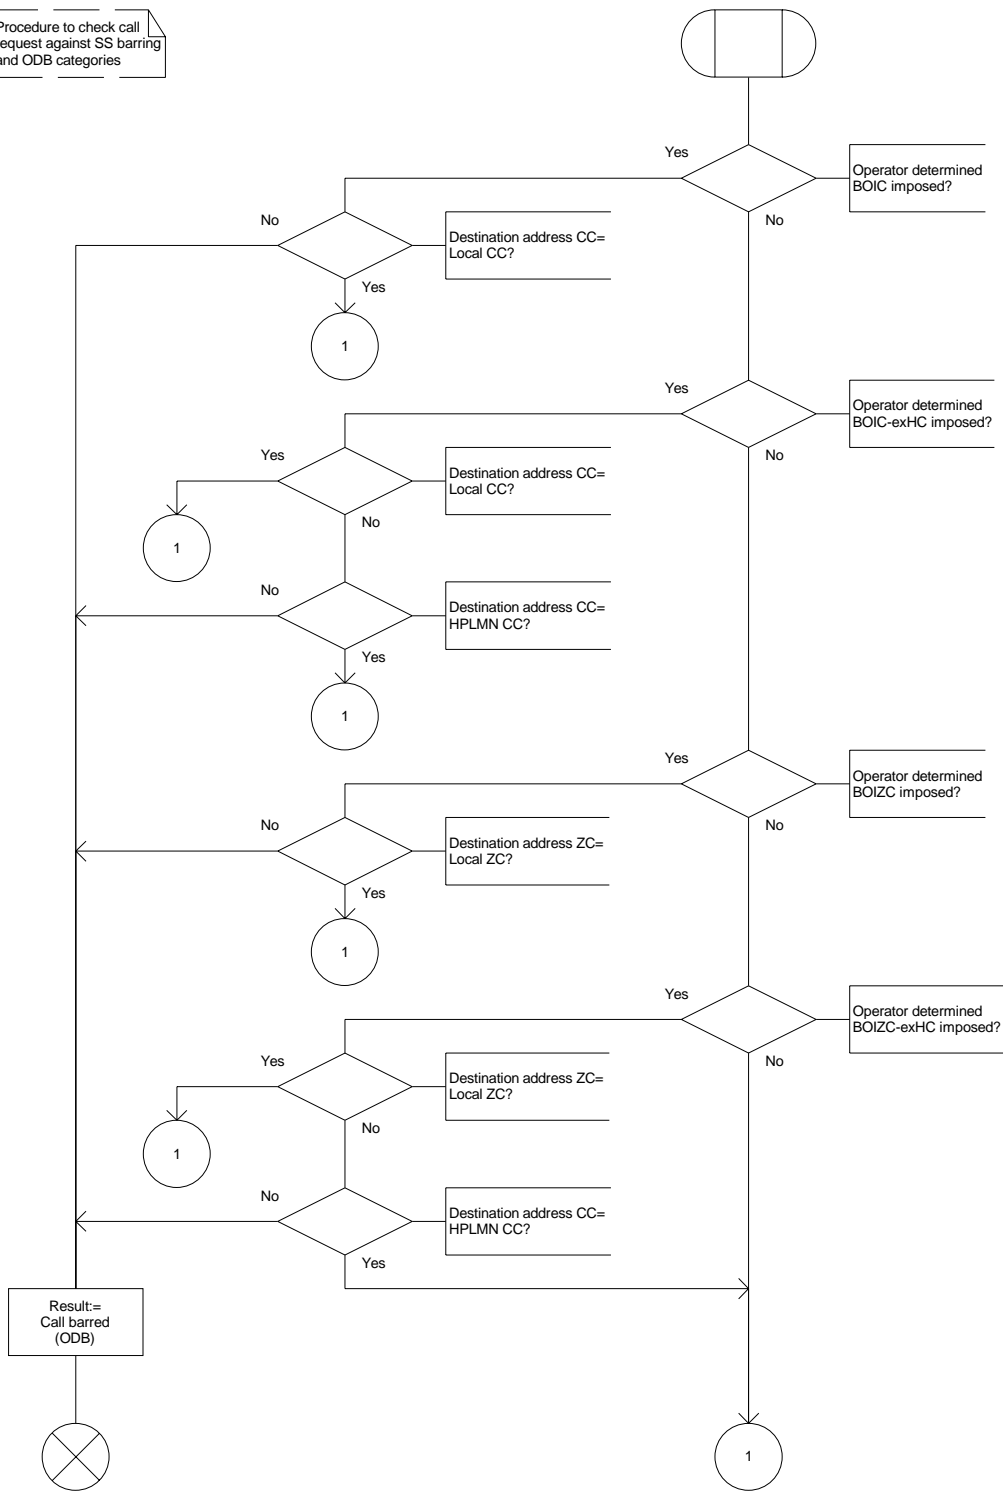 Procedure to check call
request against SS barring
and ODB categories
Yes
Operator determined
BOIC imposed?
No
No
Destination address CC=
Local CC?
Yes
1
Yes
Operator determined
BOIC-exHC imposed?
No
Yes
Destination address CC=
Local CC?
No
1
No
Destination address CC=
HPLMN CC?
Yes
1
Yes
Operator determined
BOIZC imposed?
No
No
Destination address ZC=
Local ZC?
Yes
1
Yes
Operator determined
BOIZC-exHC imposed?
No
Yes
Destination address ZC=
Local ZC?
No
1
No
Destination address CC=
HPLMN CC?
Yes
Result:=
Call barred
(ODB)
1